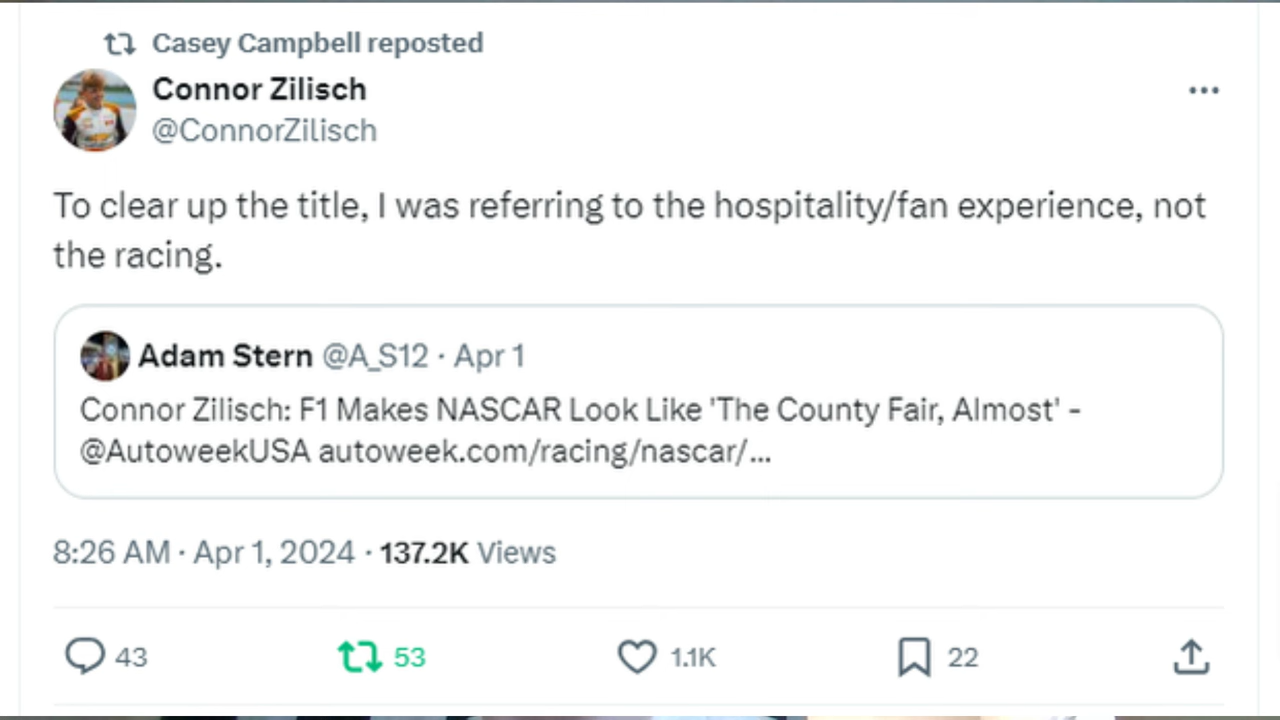 Casey Campbell reposted
Connor Zilisch
@ConnorZilisch
To clear up the title, I was referring to the hospitality/fan experience, not
the racing.
Adam Stern @A_S12 · Apr 1
Connor Zilisch: F1 Makes NASCAR Look Like 'The County Fair, Almost' -
@AutoweekUSA autoweek.com/racing/nascar/...
8:26 AM · Apr 1, 2024 · 137.2K Views
43 53 1.1K 22